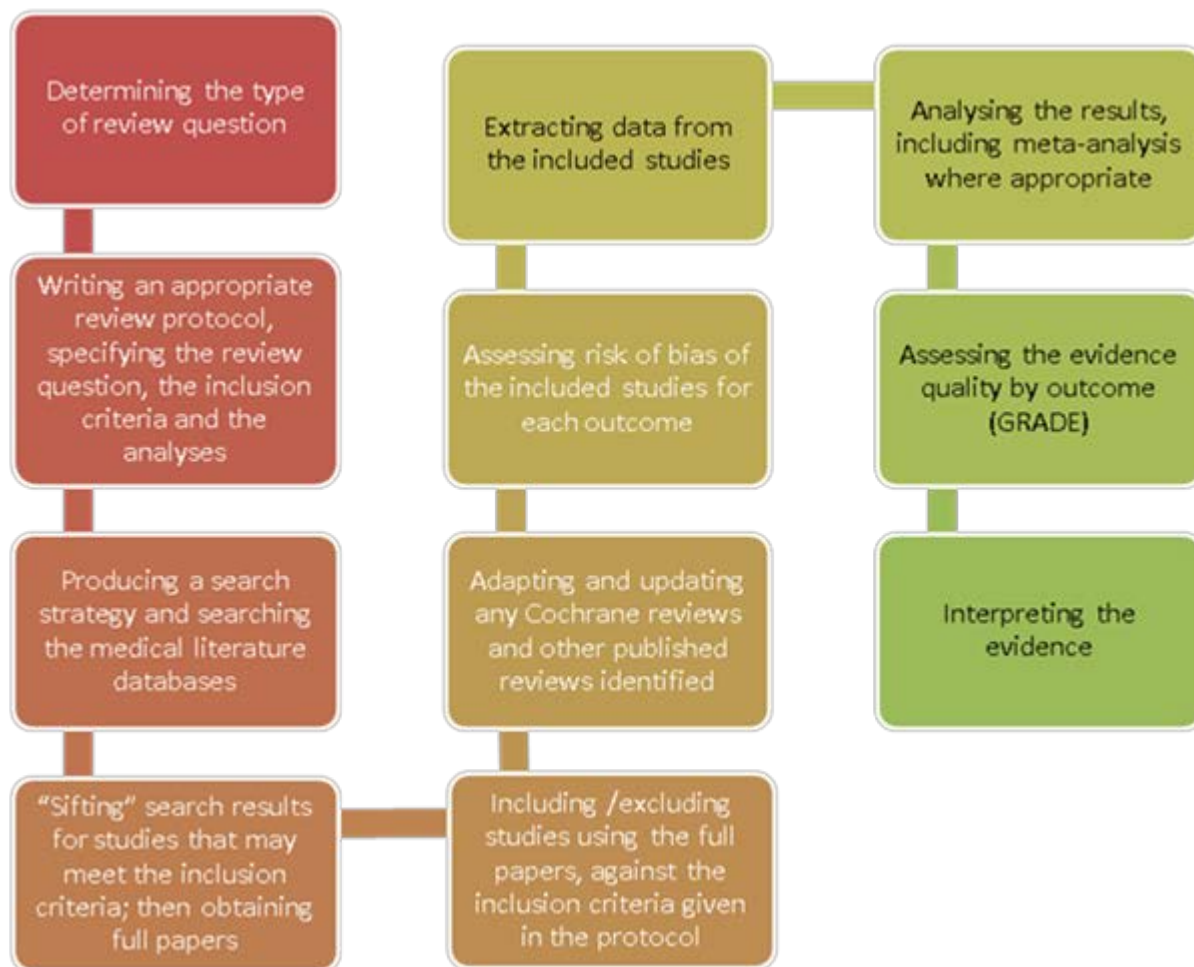 Determining the type
of review question
Writing an appropriate
review protocol,
specifying the review
question, the inclusion
criteria and the
analyses
Producing a search
strategy and searching
the medical literature
databases
“Sifting” search results
for studies that may
meet the inclusion
criteria; then obtaining
full papers
Including /excluding
studies using the full
papers, against the
inclusion criteria given
in the protocol
Adapting and updating
any Cochrane reviews
and other published
reviews identified
Assessing risk of bias of
the included studies for
each outcome
Extracting data from
the included studies
Analysing the results,
including meta-analysis
where appropriate
Assessing the evidence
quality by outcome
(GRADE)
Interpreting the
evidence